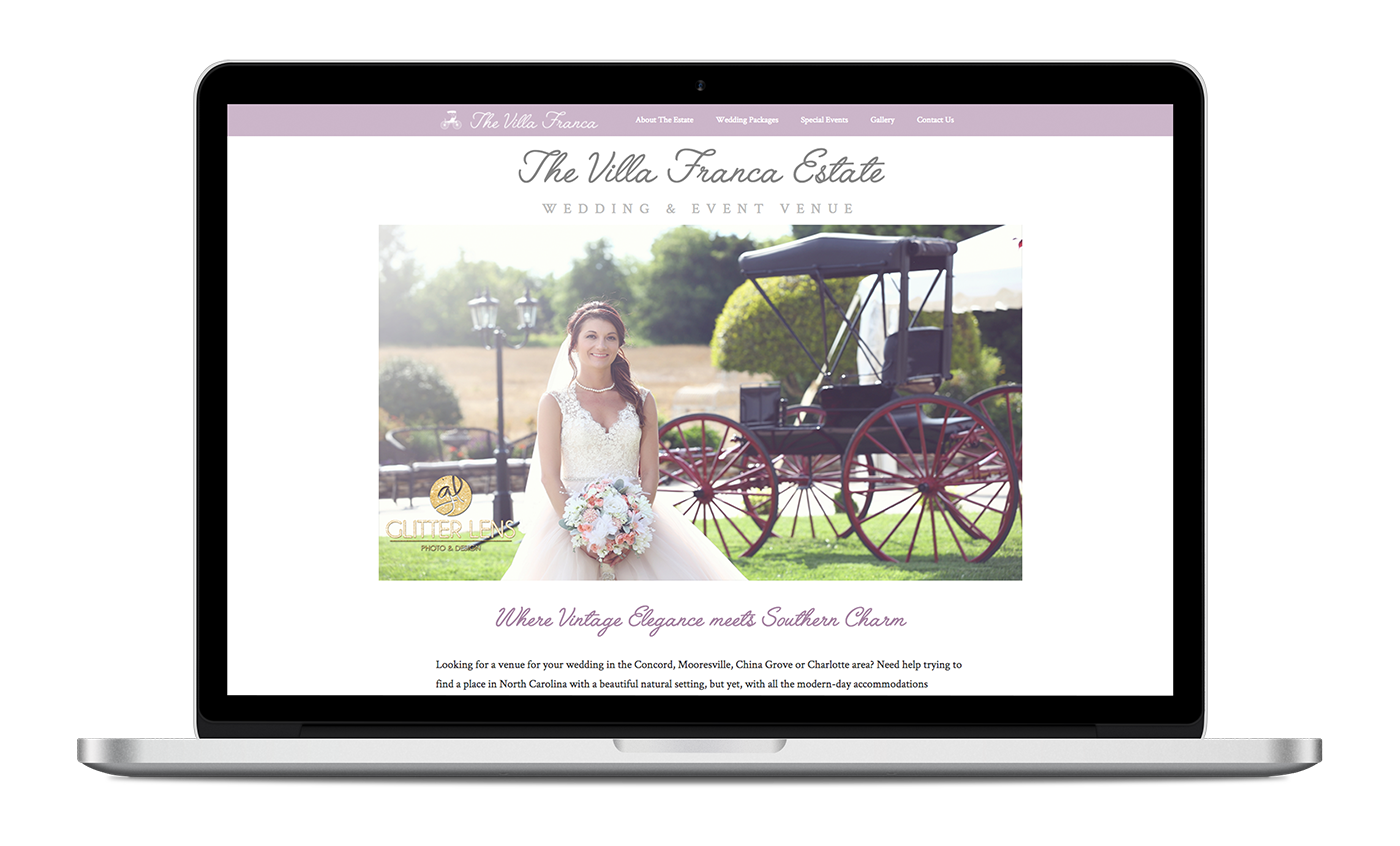 The Villa Franca
About The Estate
Wedding Packages
Special Events
Gallery
Contact Us
The Villa Franca Estate
WEDDING & EVENT VENUE
al
GLITTER LENS
PHOTO & DESIGN
Where Vintage Elegance meets Southern Charm
Looking for a venue for your wedding in the Concord, Mooresville, China Grove or Charlotte area? Need help trying to
find a place in North Carolina with a beautiful natural setting, but yet, with all the modern-day accommodations